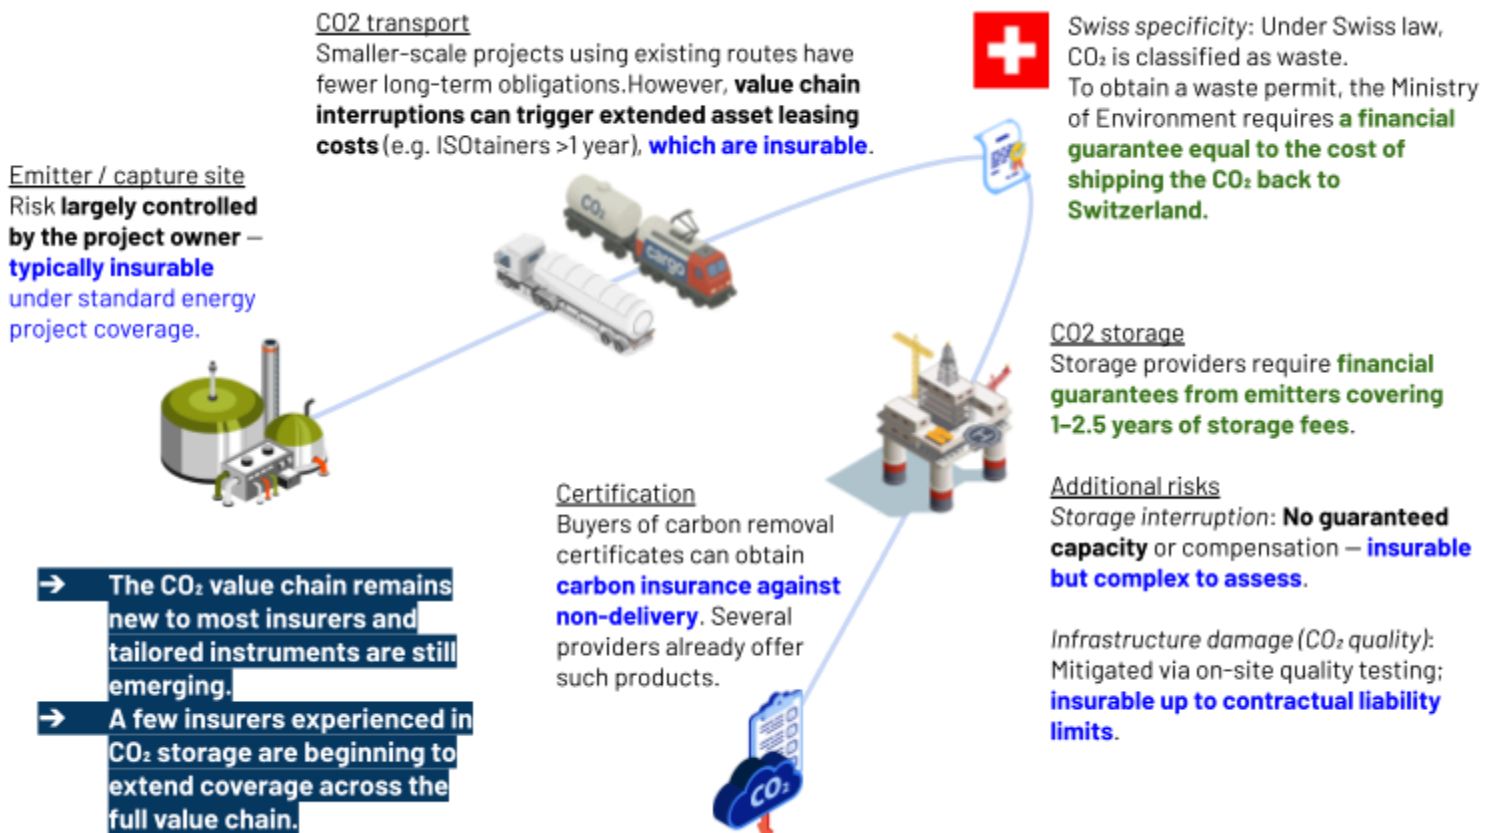 CO2 transport
Smaller-scale projects using existing routes have
fewer long-term obligations.However, value chain
interruptions can trigger extended asset leasing
costs (e.g. ISOtainers >1 year), which are insurable.
Swiss specificity: Under Swiss law,
CO₂ is classified as waste.
To obtain a waste permit, the Ministry
of Environment requires a financial
guarantee equal to the cost of
shipping the CO₂ back to
Switzerland.
Emitter / capture site
Risk largely controlled
by the project owner —
typically insurable
under standard energy
project coverage.
CO₂
cargo
CO2 storage
Storage providers require financial
guarantees from emitters covering
1–2.5 years of storage fees.
Additional risks
Storage interruption: No guaranteed
capacity or compensation — insurable
but complex to assess.
Infrastructure damage (CO₂ quality):
Mitigated via on-site quality testing;
insurable up to contractual liability
limits.
Certification
Buyers of carbon removal
certificates can obtain
carbon insurance against
non-delivery. Several
providers already offer
such products.
CO₂
➔ The CO₂ value chain remains
new to most insurers and
tailored instruments are still
emerging.
➔ A few insurers experienced in
CO₂ storage are beginning to
extend coverage across the
full value chain.